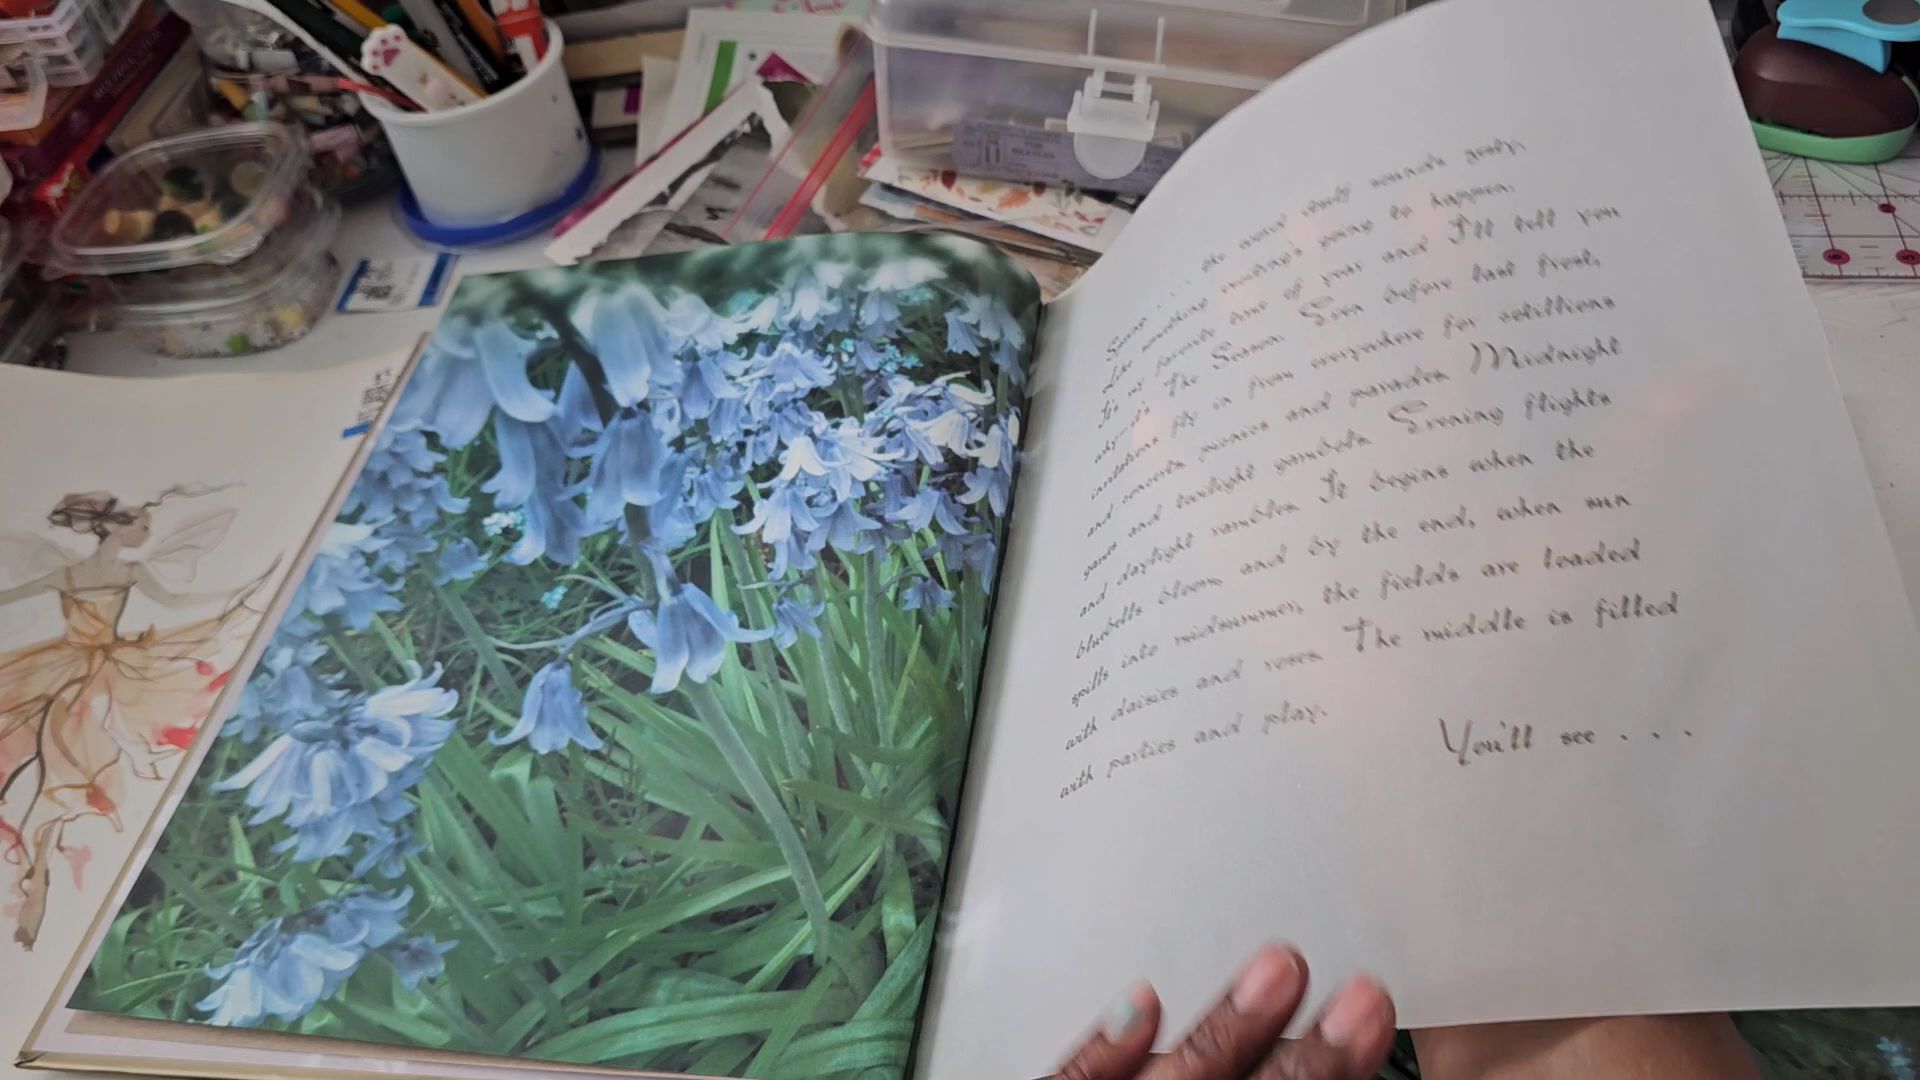 Spring . . . the word itself sounds
like something exciting's going to happen.
It's my favorite time of year and I'll tell you
why—it's The Season. Even before last frost,
invitations fly in from everywhere for cotillions
and concerts picnics and parades Midnight
games and twilight gambols Evening flights
and daylight rambles It begins when the
bluebells bloom and by the end, when sun
spills into midsummer, the fields are loaded
with daisies and roses The middle is filled
with parties and play.
You'll see . . .